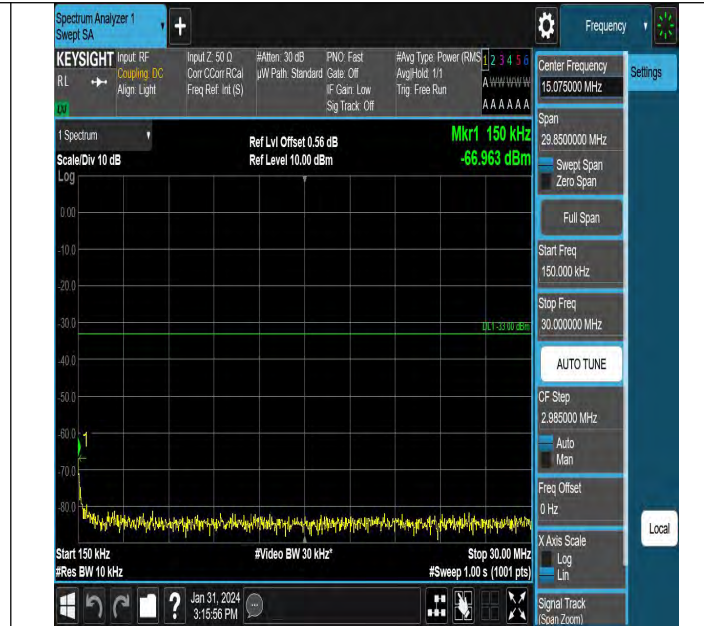 Spectrum Analyzer 1
Swept SA
+
Frequency
KEYSIGHT
RL
Input: RF
Coupling: DC
Align: Light
Input Z: 50 Ω
Corr CCorr RCal
Freq Ref: Int (S)
#Atten: 30 dB
µW Path: Standard
PNO: Fast
Gate: Off
IF Gain: Low
Sig Track: Off
#Avg Type: Power (RMS
Avg|Hold: 1/1
Trig: Free Run
1 2 3 4 5 6
A W W W W W
A A A A A A
1 Spectrum
Scale/Div 10 dB
Log
Ref Lvl Offset 0.56 dB
Ref Level 10.00 dBm
Mkr1 150 kHz
-66.963 dBm
0.00
-10.0
-20.0
-30.0
DL1 -33.00 dBm
-40.0
-50.0
-60.0
1
-70.0
-80.0
Start 150 kHz
#Res BW 10 kHz
#Video BW 30 kHz*
Stop 30.00 MHz
#Sweep 1.00 s (1001 pts)
Center Frequency
15.075000 MHz
Settings
Span
29.8500000 MHz
Swept Span
Zero Span
Full Span
Start Freq
150.000 kHz
Stop Freq
30.000000 MHz
AUTO TUNE
CF Step
2.985000 MHz
Auto
Man
Freq Offset
0 Hz
X Axis Scale
Log
Lin
Local
Signal Track
(Span Zoom)
?
Jan 31, 2024
3:15:56 PM